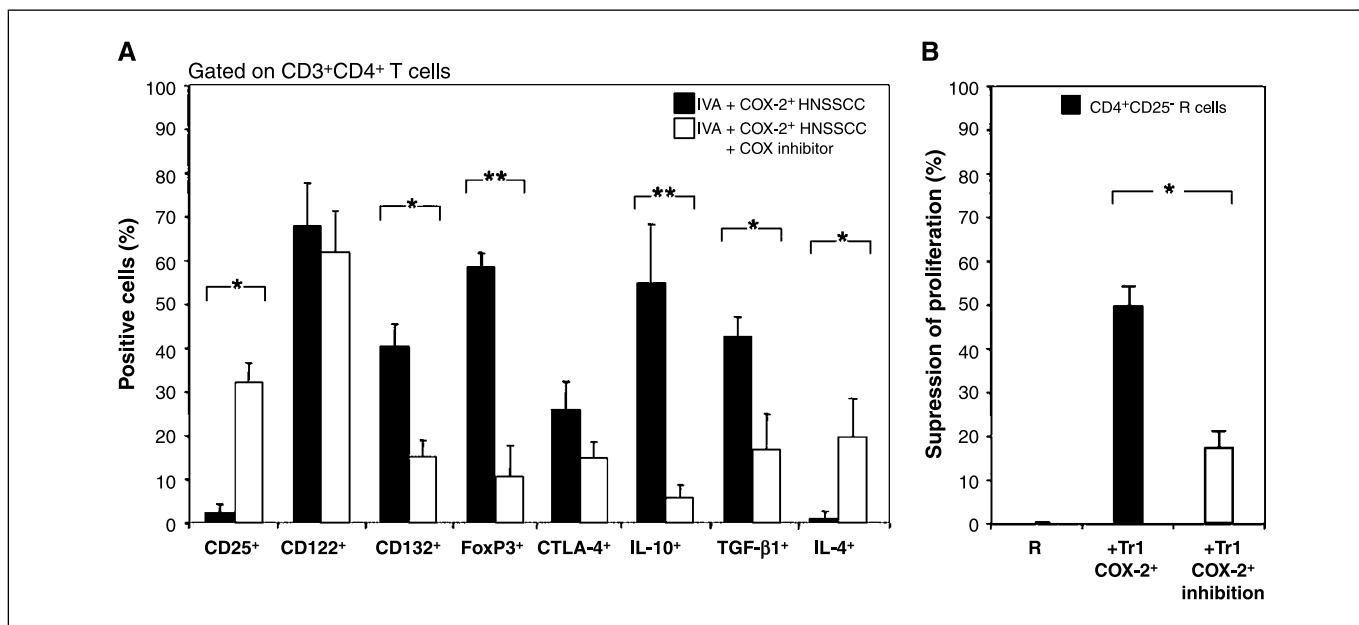 A
Gated on CD3⁺CD4⁺ T cells
Positive cells (%)
100
90
80
70
60
50
40
30
20
10
0
IVA + COX-2⁺ HNSSCC
IVA + COX-2⁺ HNSSCC
+ COX inhibitor
*
*
**
**
*
*
CD25⁺ CD122⁺ CD132⁺ FoxP3⁺ CTLA-4⁺ IL-10⁺ TGF-β1⁺ IL-4⁺
B
Supression of proliferation (%)
100
90
80
70
60
50
40
30
20
10
0
CD4⁺CD25⁻ R cells
*
R +Tr1 +Tr1
COX-2⁺ COX-2⁺
inhibition